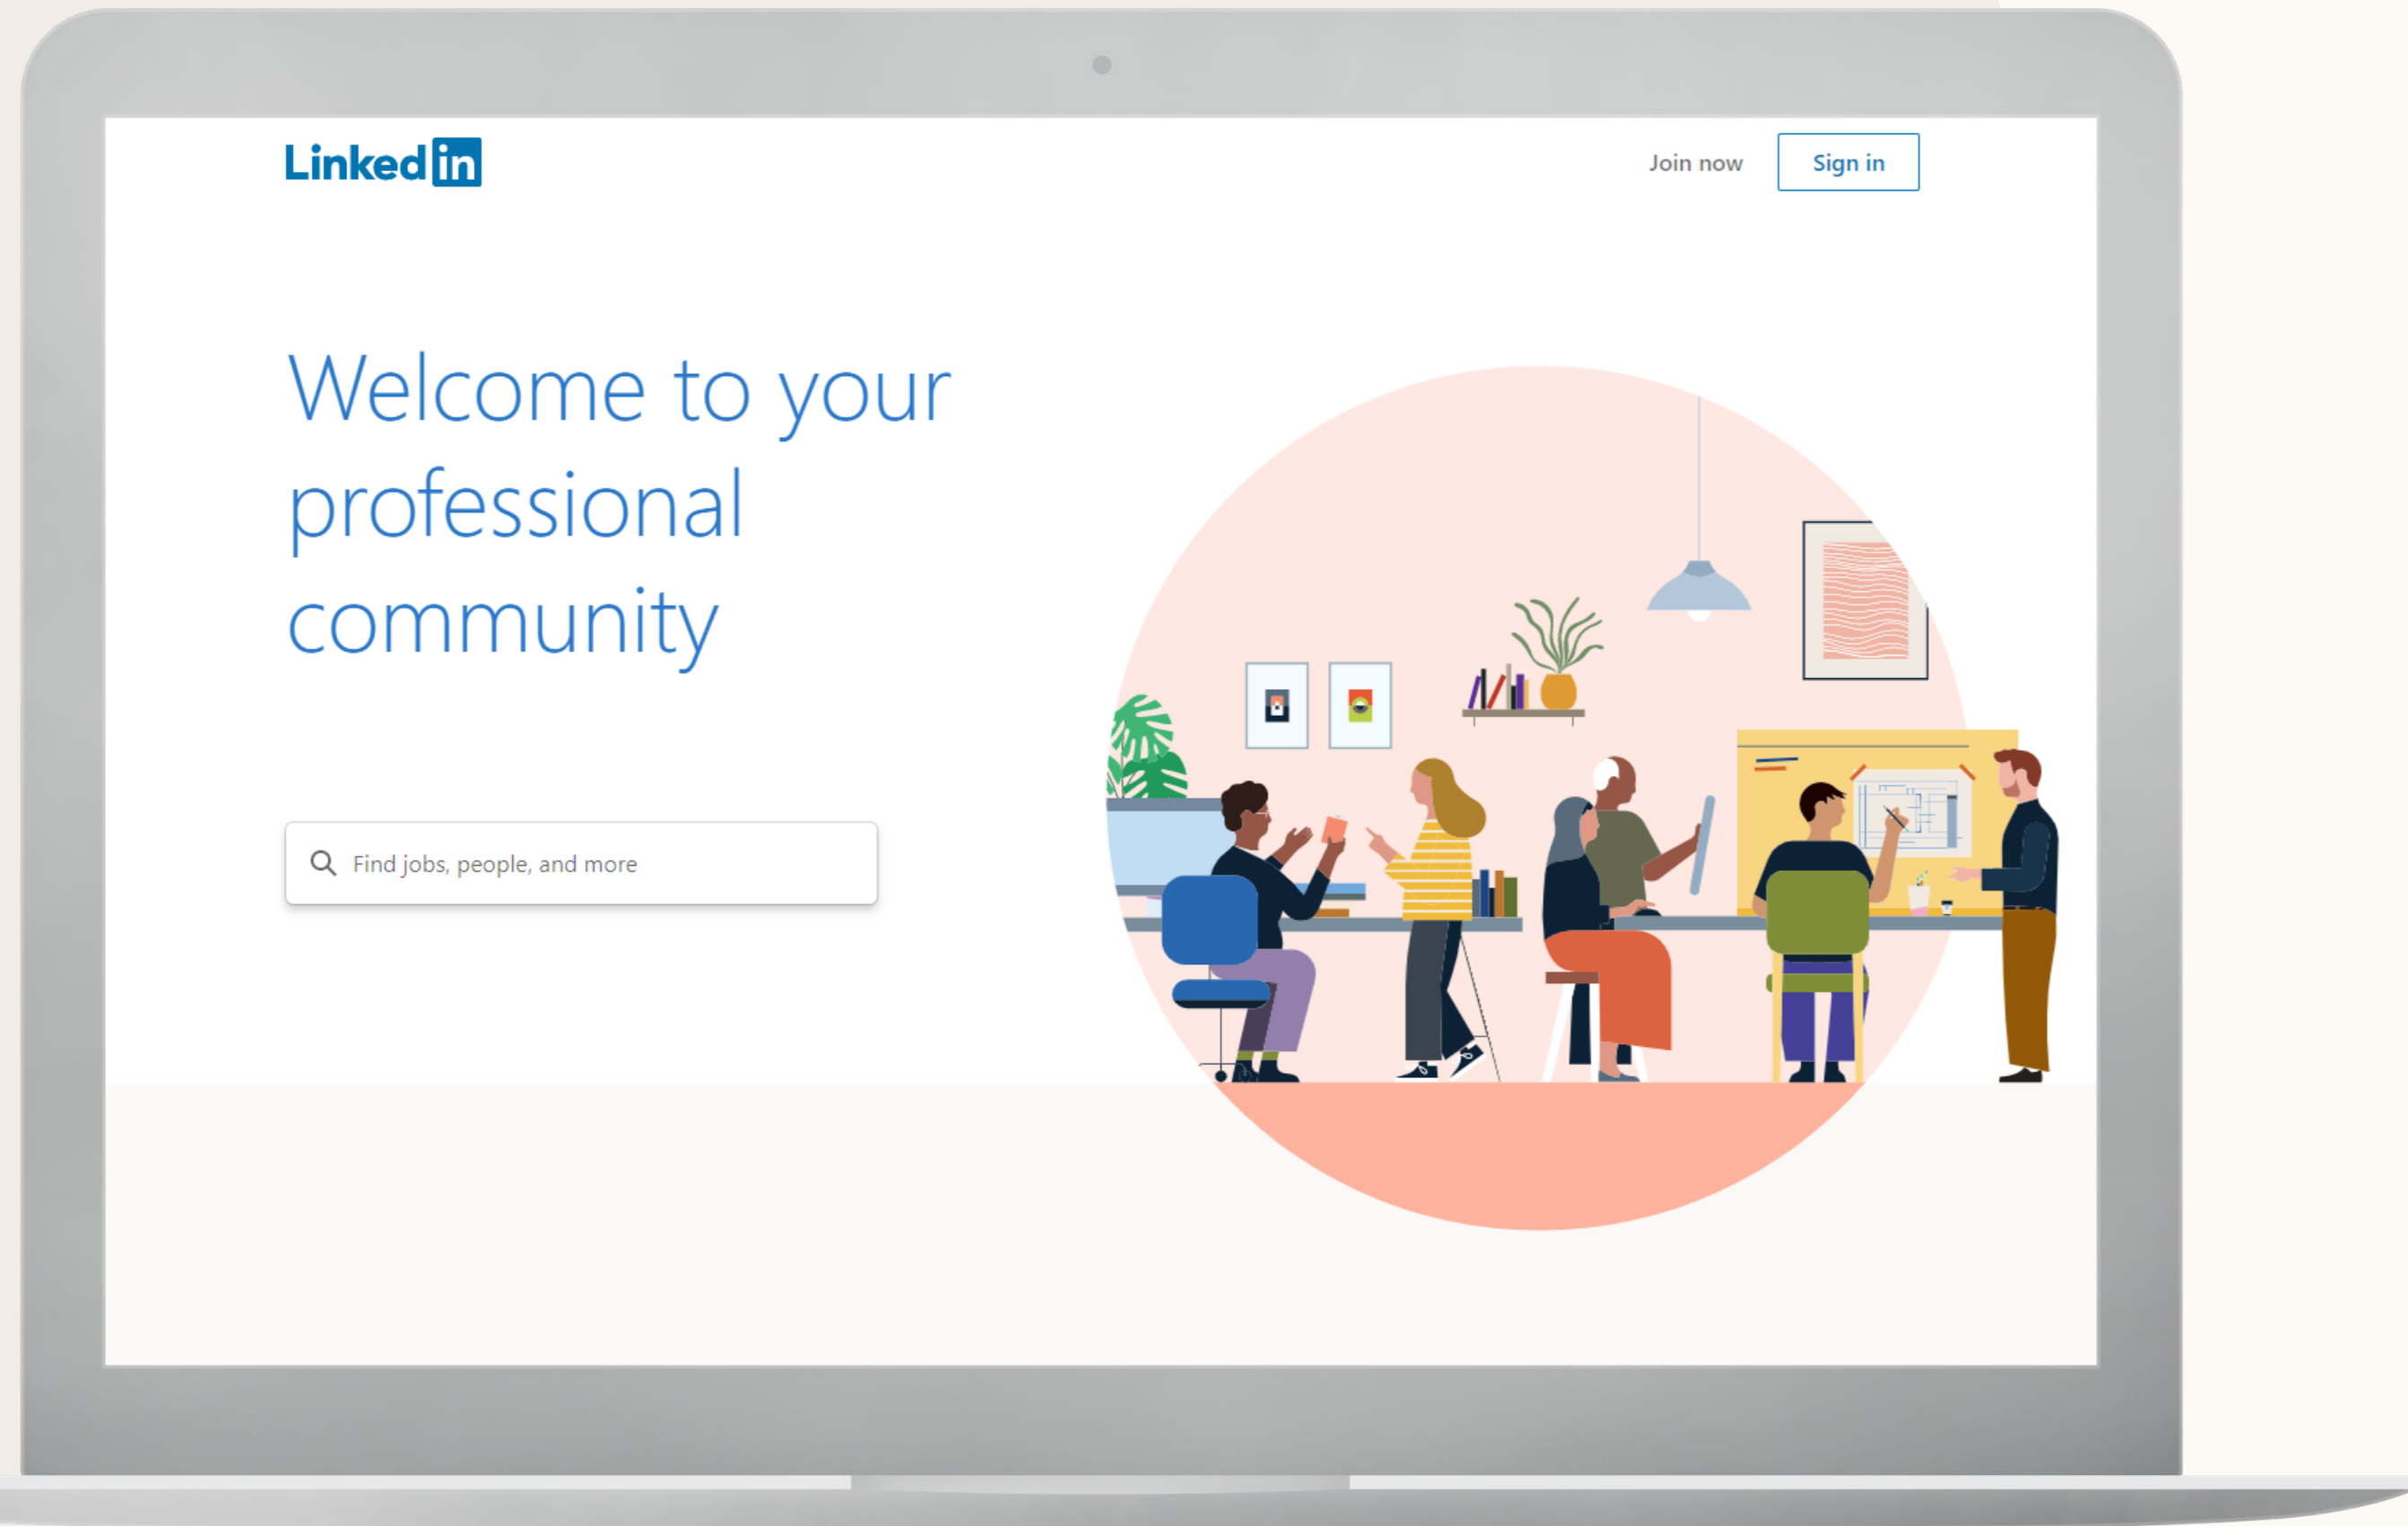 LinkedIn
Join now
Sign in
Welcome to your
professional
community
Find jobs, people, and more